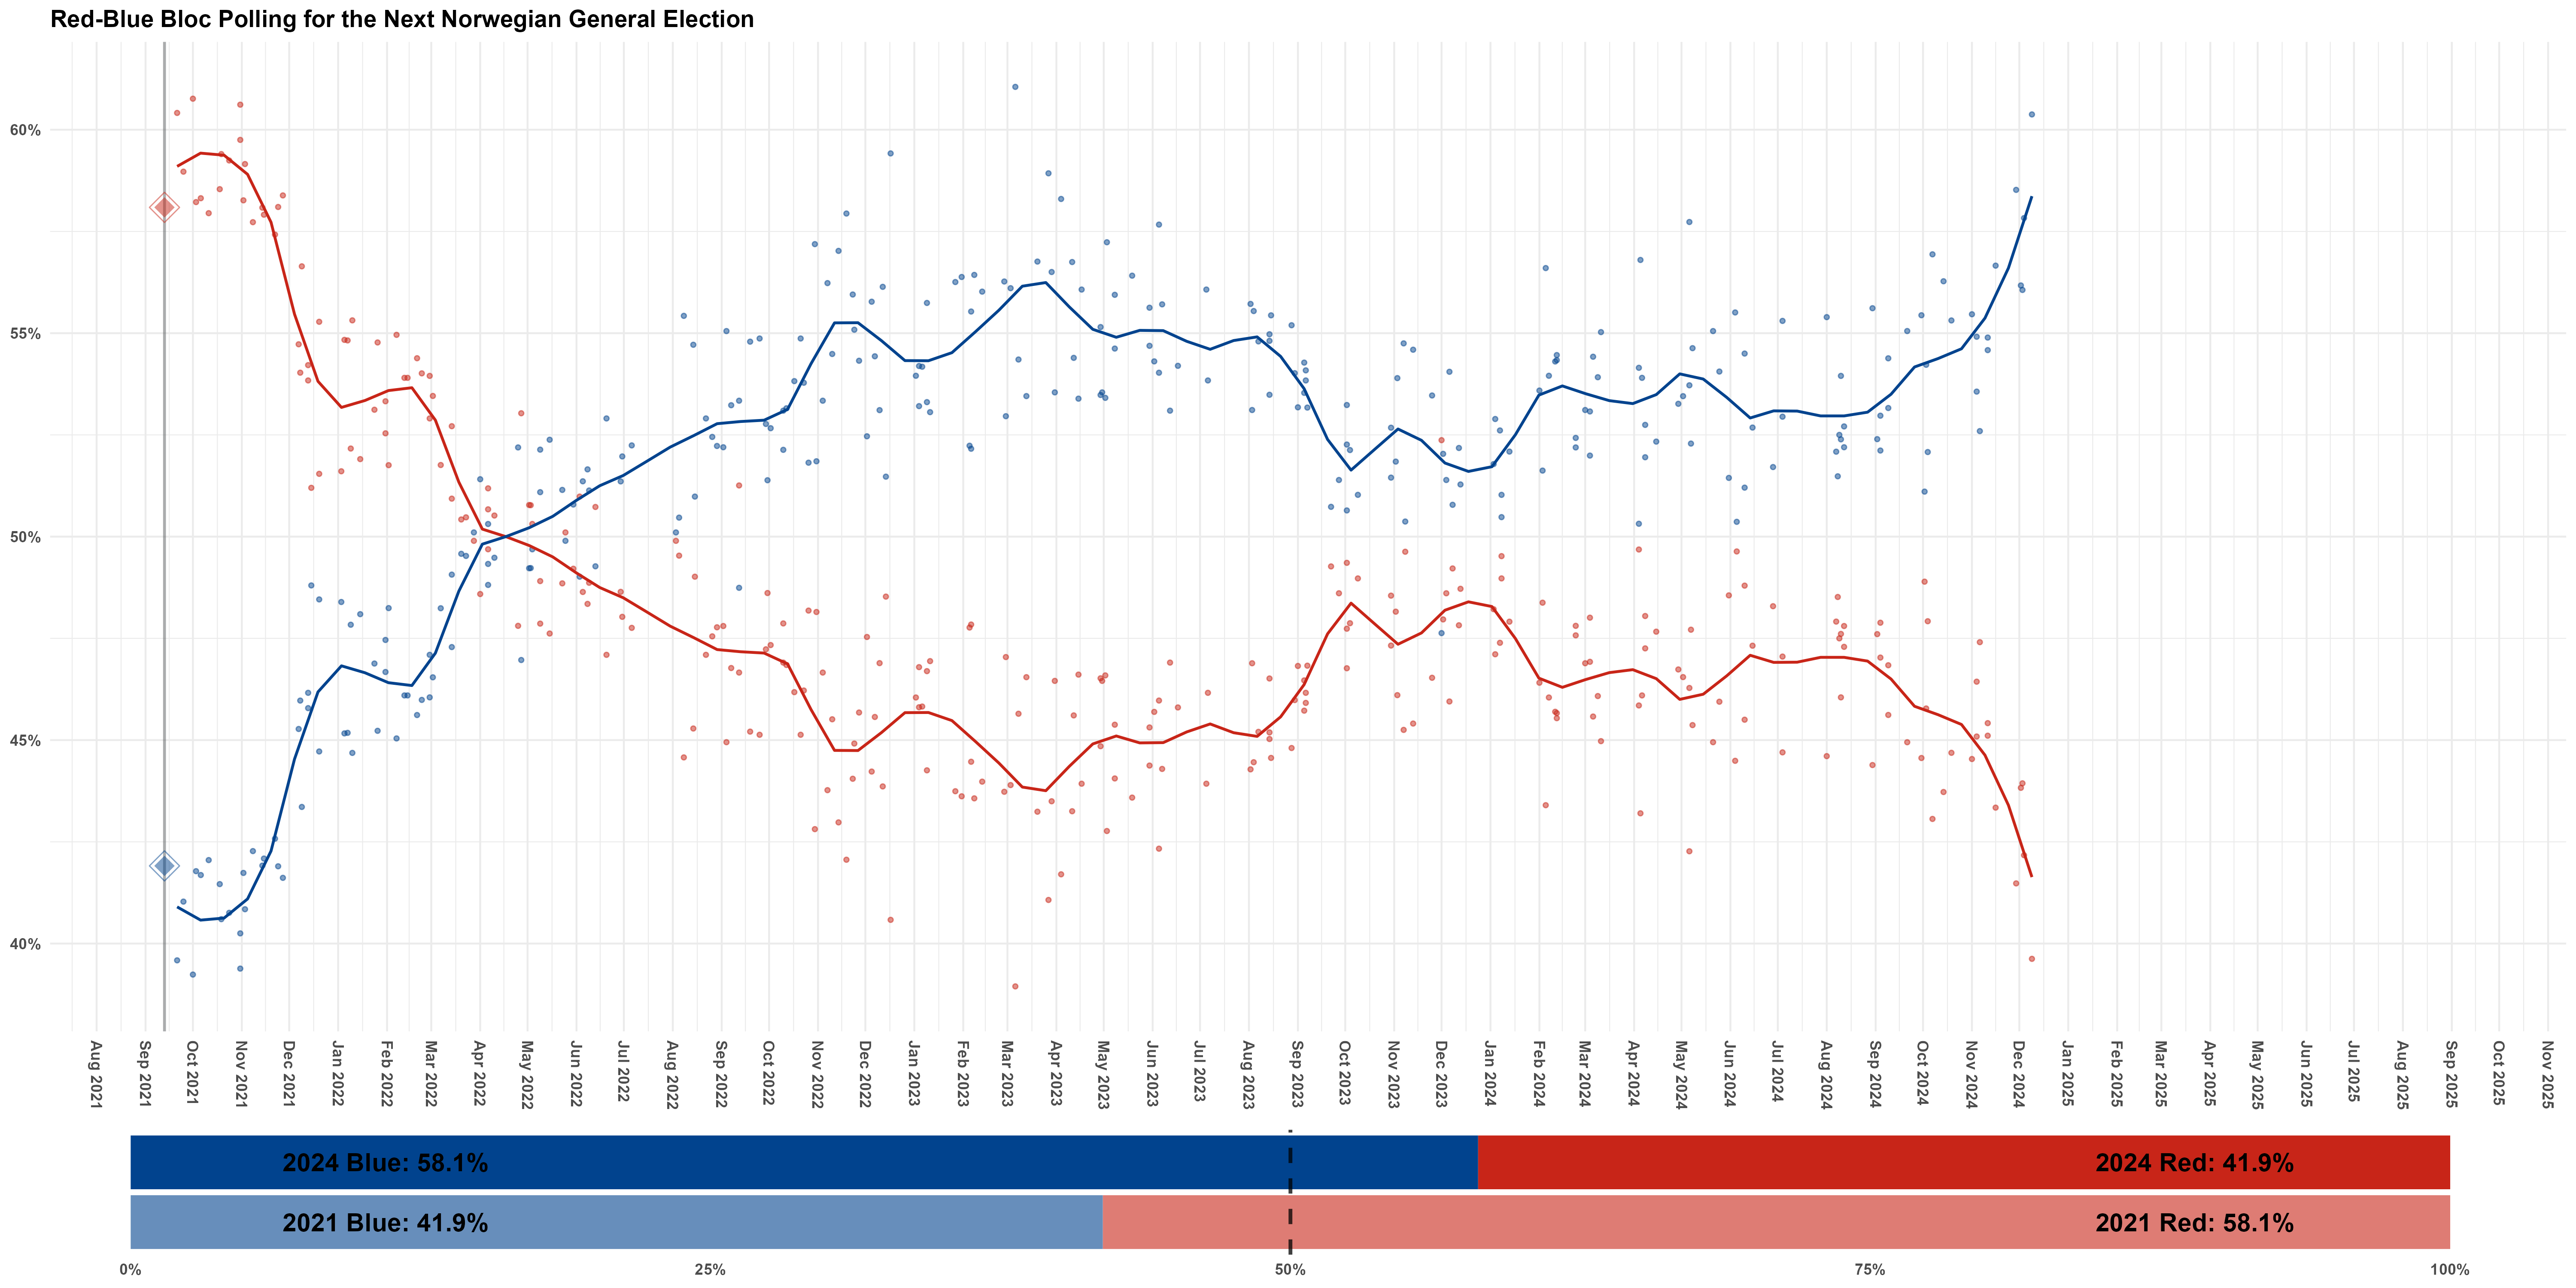 Red-Blue Bloc Polling for the Next Norwegian General Election
60%
55%
50%
45%
40%
Aug 2021
Sep 2021
Oct 2021
Nov 2021
Dec 2021
Jan 2022
Feb 2022
Mar 2022
Apr 2022
May 2022
Jun 2022
Jul 2022
Aug 2022
Sep 2022
Oct 2022
Nov 2022
Dec 2022
Jan 2023
Feb 2023
Mar 2023
Apr 2023
May 2023
Jun 2023
Jul 2023
Aug 2023
Sep 2023
Oct 2023
Nov 2023
Dec 2023
Jan 2024
Feb 2024
Mar 2024
Apr 2024
May 2024
Jun 2024
Jul 2024
Aug 2024
Sep 2024
Oct 2024
Nov 2024
Dec 2024
Jan 2025
Feb 2025
Mar 2025
Apr 2025
May 2025
Jun 2025
Jul 2025
Aug 2025
Sep 2025
Oct 2025
Nov 2025
2024 Blue: 58.1%
2024 Red: 41.9%
2021 Blue: 41.9%
2021 Red: 58.1%
0%
25%
50%
75%
100%